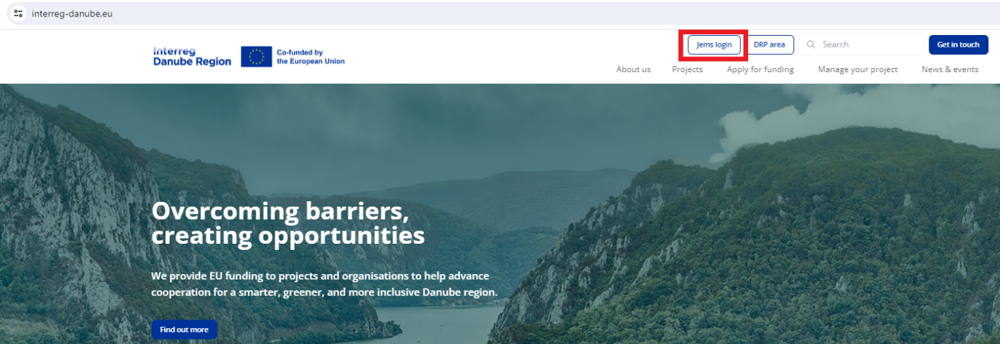 interreg-danube.eu
Jems login
DRP area
Search
Get in touch
Interreg
Danube Region
Co-funded by
the European Union
About us
Projects
Apply for funding
Manage your project
News & events
Overcoming barriers,
creating opportunities
We provide EU funding to projects and organisations to help advance
cooperation for a smarter, greener, and more inclusive Danube region.
Find out more